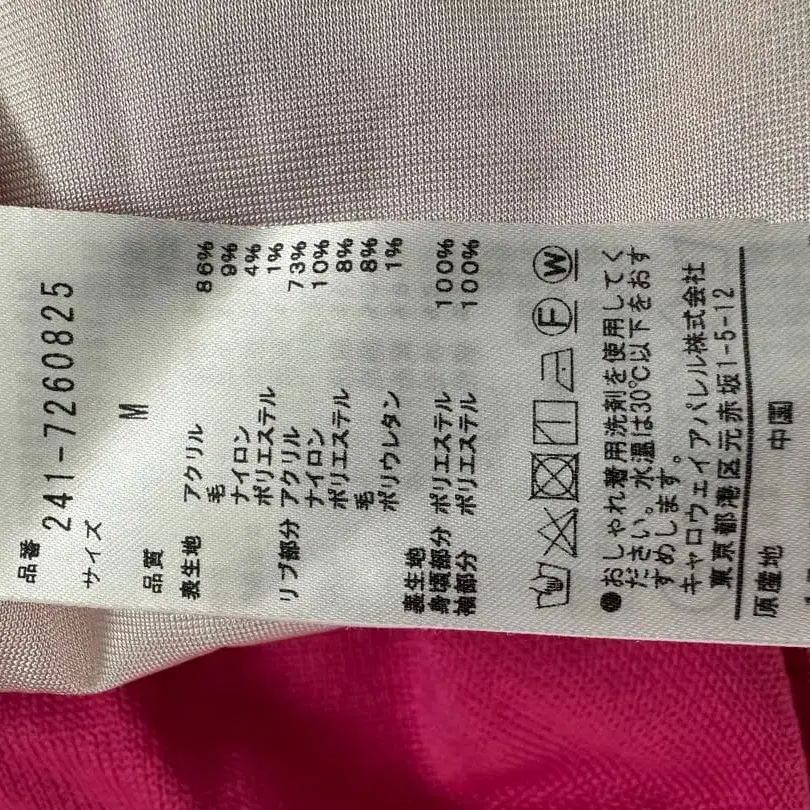 品番 241-7260825
サイズ
M
品質
表生地 アクリル 86%
毛 9%
ナイロン 4%
ポリエステル 1%
リブ部分 アクリル 73%
ナイロン 10%
ポリエステル 8%
毛 8%
ポリウレタン 1%
裏生地
身頃部分 ポリエステル 100%
袖部分 ポリエステル 100%
F W
●おしゃれ着用洗剤を使用してく
ださい。水温は30℃以下をおす
すめします。
キャロウェイアパレル株式会社
東京都港区元赤坂1-5-12
原産地 中国